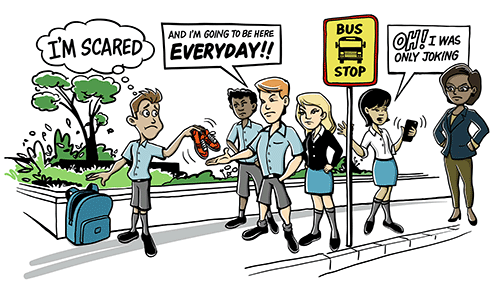 I'M SCARED
AND I'M GOING TO BE HERE
EVERYDAY!!
BUS
STOP
OH! I WAS
ONLY JOKING